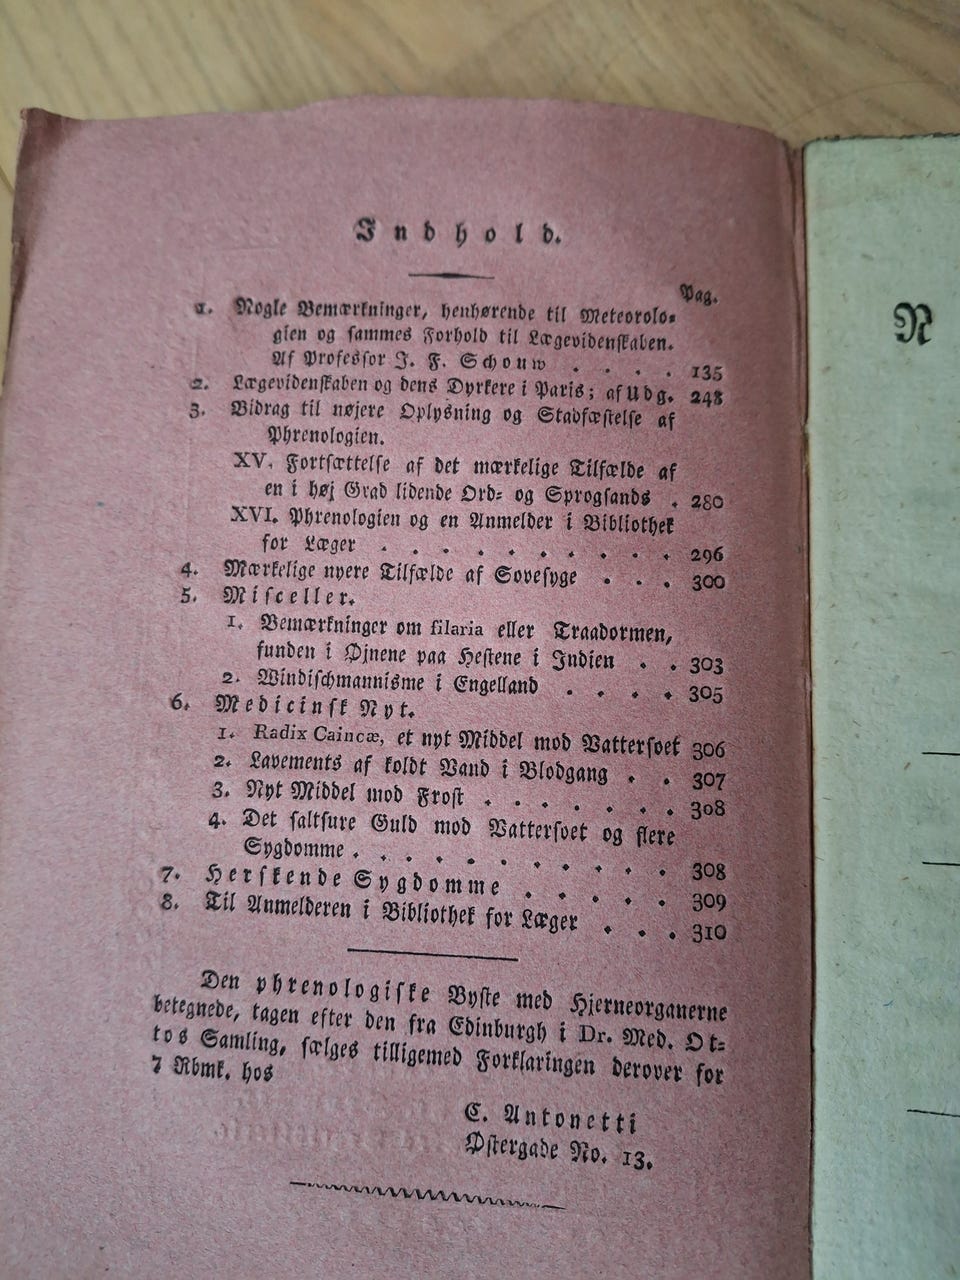 Indhold.
Pag.
1. Nogle Bemærkninger, henhørende til Meteorolo-
gien og sammes Forhold til Lægevidenskaben.
Af Professor J. F. Schouw . . . . 135
2. Lægevidenskaben og dens Dyrkere i Paris; af Udg. 248
3. Bidrag til nøjere Oplysning og Stadfæstelse af
Phrenologien.
XV. Fortsættelse af det mærkelige Tilfælde af
en i høj Grad lidende Ord- og Sprogsands . 280
XVI. Phrenologien og en Anmelder i Bibliothek
for Læger . . . . . . . . . . 296
4. Mærkelige nyere Tilfælde af Sovesyge . . . 300
5. Misceller.
1. Bemærkninger om filaria eller Traadormen,
funden i Øjnene paa Hestene i Indien . . 303
2. Windischmannisme i Engelland . . . . 305
6. Medicinsk Nyt.
1. Radix Caincæ, et nyt Middel mod Vattersoet 306
2. Lavements af koldt Vand i Blodgang . . 307
3. Nyt Middel mod Frost . . . . . . . 308
4. Det saltsure Guld mod Vattersoet og flere
Sygdomme . . . . . . . . . . . 308
7. Herskende Sygdomme . . . . . 309
8. Til Anmelderen i Bibliothek for Læger . . . 310
Den phrenologiske Byste med Hjerneorganerne
betegnede, tagen efter den fra Edinburgh i Dr. Med. Ot-
tos Samling, sælges tilligemed Forklaringen derover for
7 Rbmk. hos
C. Antonetti
Østergade No. 13.
N